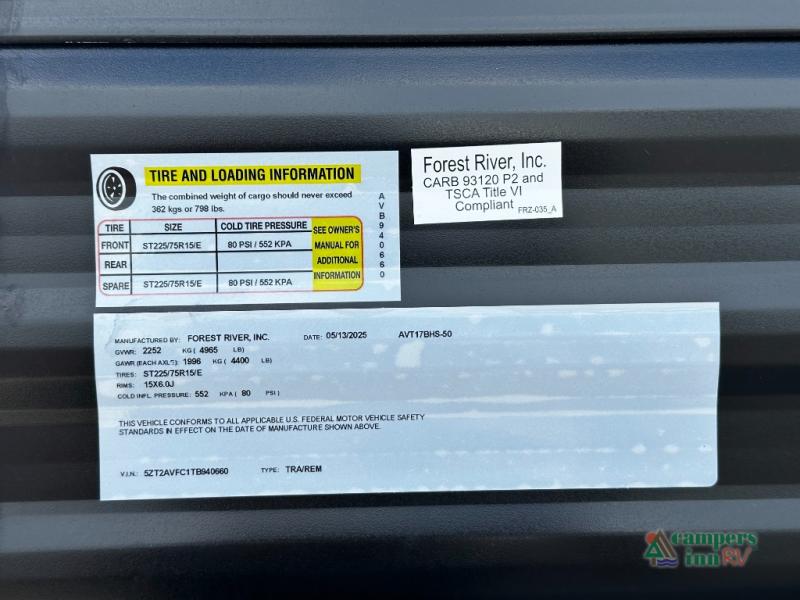 TIRE AND LOADING INFORMATION
The combined weight of cargo should never exceed
362 kgs or 798 lbs.
TIRE SIZE COLD TIRE PRESSURE SEE OWNER'S
FRONT ST225/75R15/E 80 PSI / 552 KPA MANUAL FOR
REAR ADDITIONAL
SPARE ST225/75R15/E 80 PSI / 552 KPA INFORMATION
AVB940660
Forest River, Inc.
CARB 93120 P2 and
TSCA Title VI
Compliant FRZ-035_A
MANUFACTURED BY: FOREST RIVER, INC. DATE: 05/13/2025 AVT17BHS-50
GVWR: 2252 KG ( 4965 LB)
GAWR (EACH AXLE): 1996 KG ( 4400 LB)
TIRES: ST225/75R15/E
RIMS: 15X6.0J
COLD INFL. PRESSURE: 552 KPA ( 80 PSI )
THIS VEHICLE CONFORMS TO ALL APPLICABLE U.S. FEDERAL MOTOR VEHICLE SAFETY
STANDARDS IN EFFECT ON THE DATE OF MANUFACTURE SHOWN ABOVE.
V.I.N.: 5ZT2AVFC1TB940660 TYPE: TRA/REM
campers
inn RV